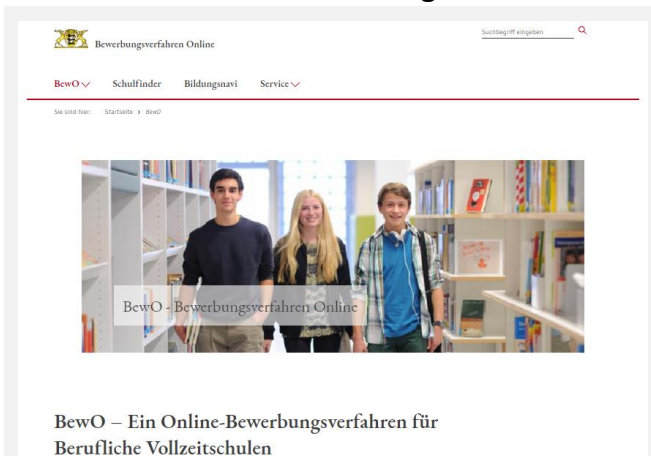 Bewerbungsverfahren Online
Suchbegriff eingeben
BewO Schulfinder Bildungsnavi Service
Sie sind hier: Startseite > BewO
BewO - Bewerbungsverfahren Online
BewO – Ein Online-Bewerbungsverfahren für
Berufliche Vollzeitschulen